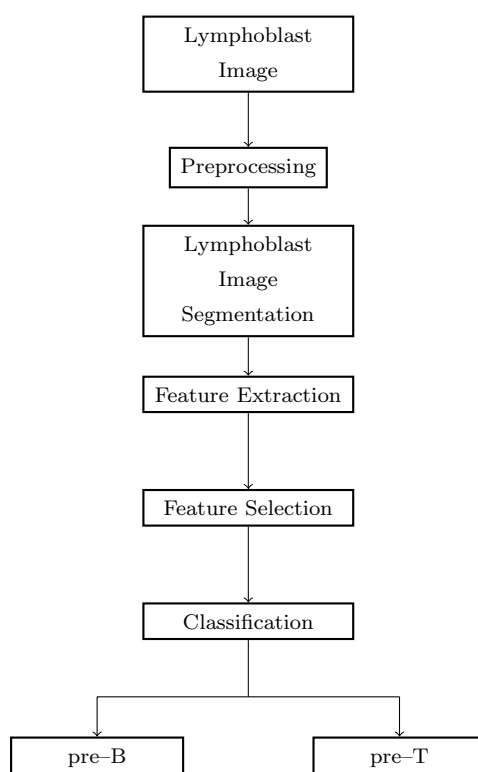 Lymphoblast
Image
Preprocessing
Lymphoblast
Image
Segmentation
Feature Extraction
Feature Selection
Classification
pre–B
pre–T